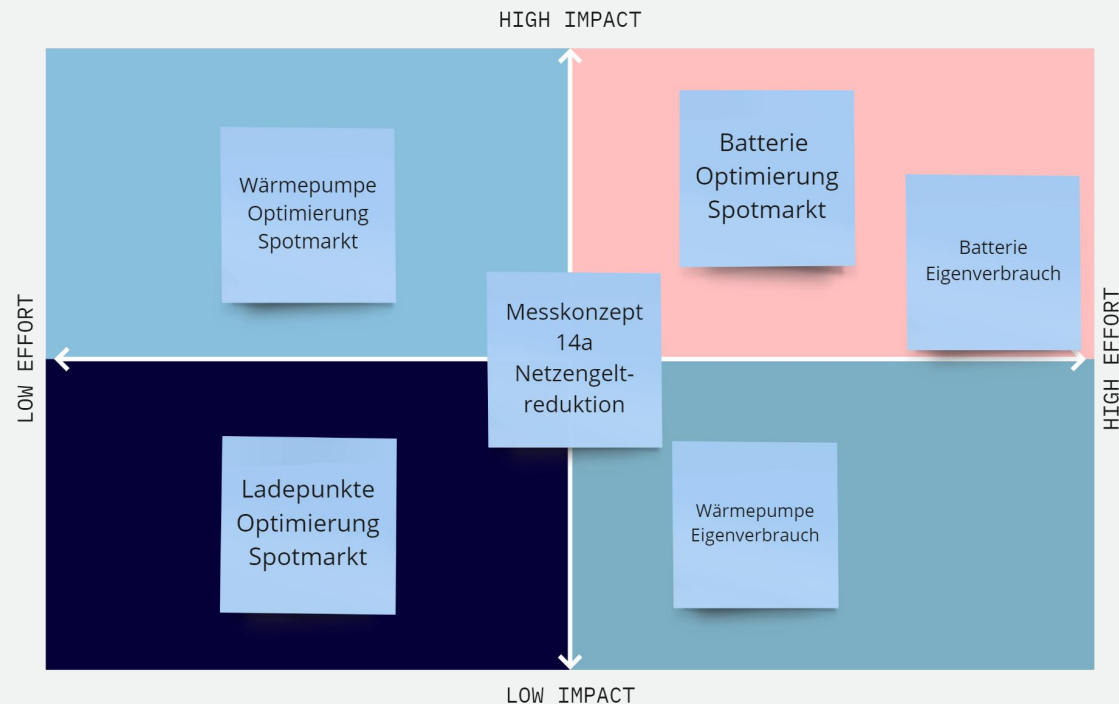 HIGH IMPACT
Wärmepumpe
Optimierung
Spotmarkt
Batterie
Optimierung
Spotmarkt
Batterie
Eigenverbrauch
Messkonzept
14a
Netzengelt-
reduktion
LOW EFFORT
HIGH EFFORT
Ladepunkte
Optimierung
Spotmarkt
Wärmepumpe
Eigenverbrauch
LOW IMPACT